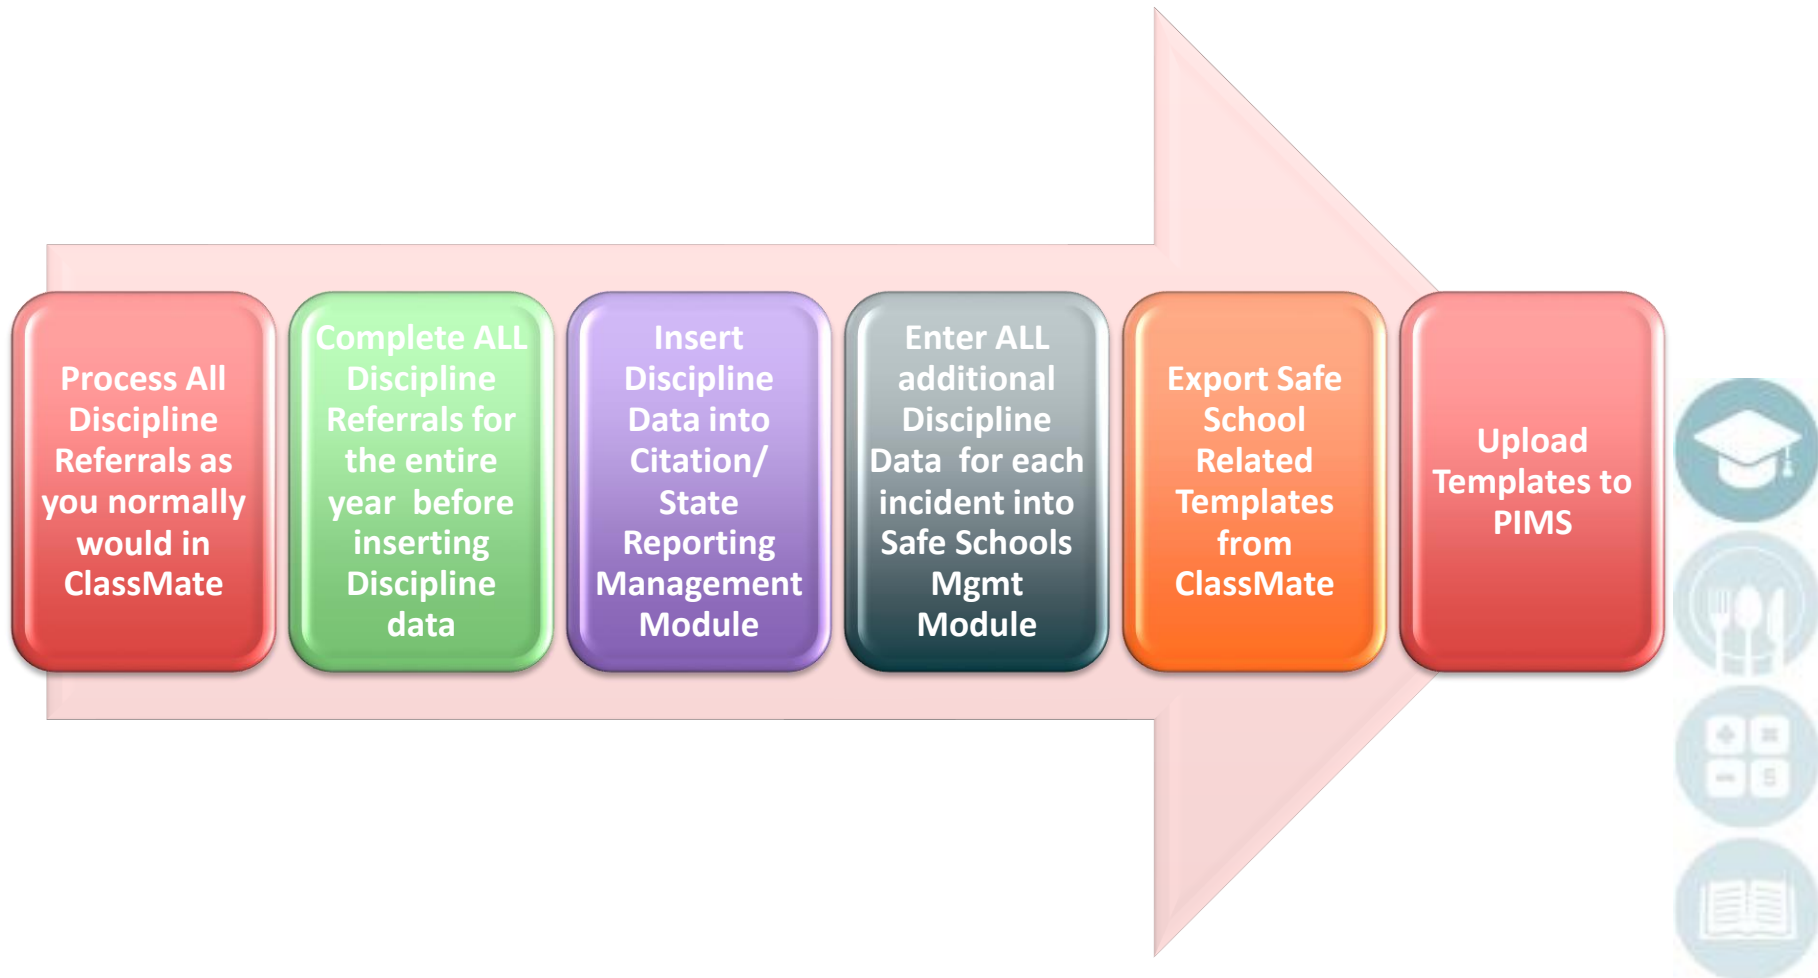 Process All
Discipline
Referrals as
you normally
would in
ClassMate
Complete ALL
Discipline
Referrals for
the entire
year before
inserting
Discipline
data
Insert
Discipline
Data into
Citation/
State
Reporting
Management
Module
Enter ALL
additional
Discipline
Data for each
incident into
Safe Schools
Mgmt
Module
Export Safe
School
Related
Templates
from
ClassMate
Upload
Templates to
PIMS